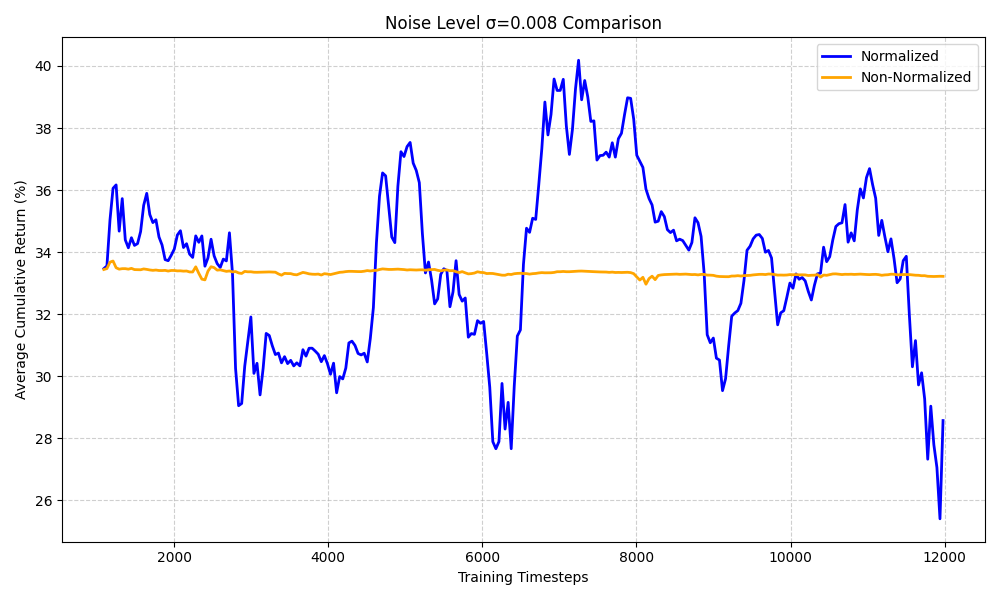 Noise Level σ=0.008 Comparison
Normalized
Non-Normalized
Average Cumulative Return (%)
40
38
36
34
32
30
28
26
2000
4000
6000
8000
10000
12000
Training Timesteps